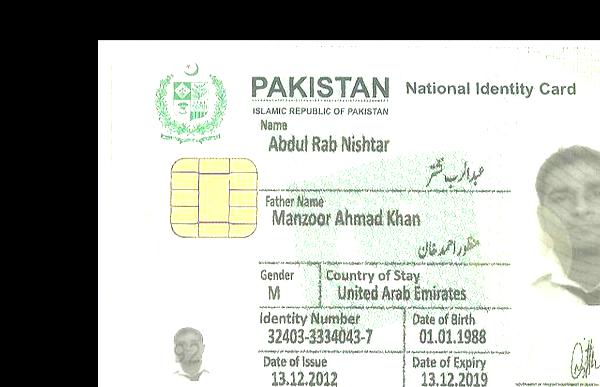 PAKISTAN National Identity Card
ISLAMIC REPUBLIC OF PAKISTAN
Name
Abdul Rab Nishtar
عبدالرب نشتر
Father Name
Manzoor Ahmad Khan
منظور احمد خان
Gender Country of Stay
M United Arab Emirates
Identity Number Date of Birth
32403-3334043-7 01.01.1988
Date of Issue Date of Expiry
13.12.2012 13.12.2019